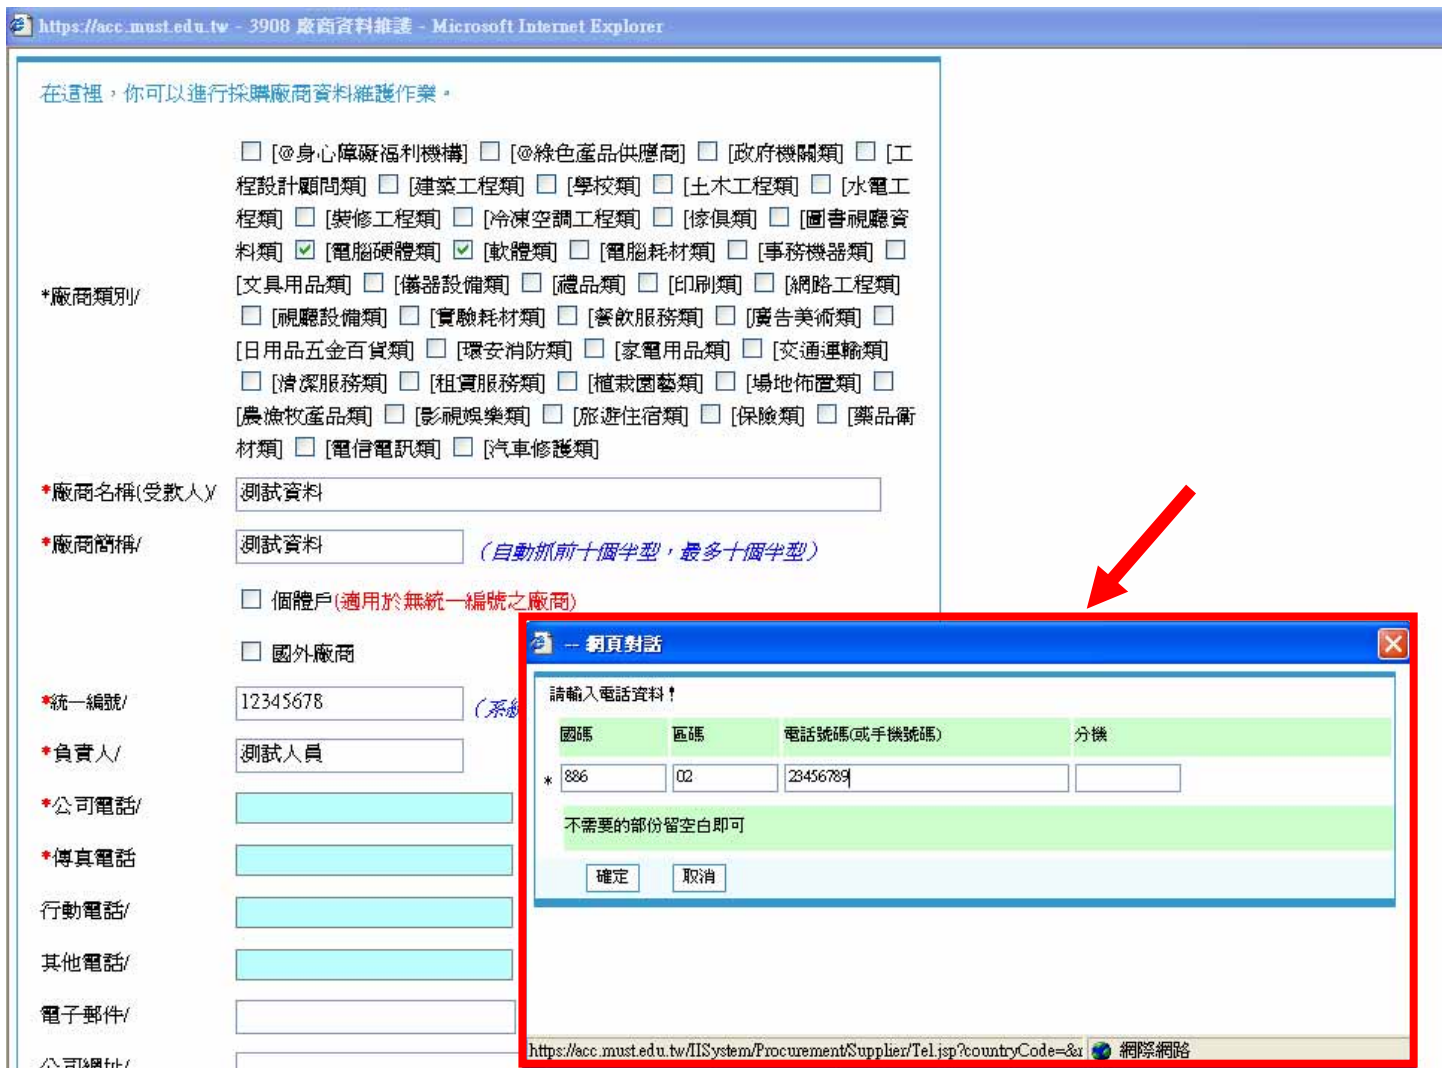 https://acc.must.edu.tw - 3908 廠商資料維護 - Microsoft Internet Explorer
在這裡，你可以進行採購廠商資料維護作業。
[@身心障礙福利機構] [@綠色產品供應商] [政府機關類] [工
程設計顧問類] [建築工程類] [學校類] [土木工程類] [水電工
程類] [裝修工程類] [冷凍空調工程類] [傢俱類] [圖書視聽資
料類] [電腦硬體類] [軟體類] [電腦耗材類] [事務機器類]
*廠商類別/
[文具用品類] [儀器設備類] [禮品類] [印刷類] [網路工程類]
[視聽設備類] [實驗耗材類] [餐飲服務類] [廣告美術類]
[日用品五金百貨類] [環安消防類] [家電用品類] [交通運輸類]
[清潔服務類] [租賃服務類] [植栽園藝類] [場地佈置類]
[農漁牧產品類] [影視娛樂類] [旅遊住宿類] [保險類] [藥品衛
材類] [電信電訊類] [汽車修護類]
*廠商名稱(受款人)/ 測試資料
*廠商簡稱/ 測試資料 (自動抓前十個半型，最多十個半型)
個體戶(適用於無統一編號之廠商)
國外廠商
*統一編號/ 12345678 (系統
*負責人/ 測試人員
*公司電話/
*傳真電話
行動電話/
其他電話/
電子郵件/
公司網址/
-- 網頁對話
請輸入電話資料！
國碼 區碼 電話號碼(或手機號碼) 分機
* 886 02 23456789
不需要的部份留空白即可
確定 取消
https://acc.must.edu.tw/IISystem/Procurement/Supplier/Tel.jsp?countryCode=&a 網際網路